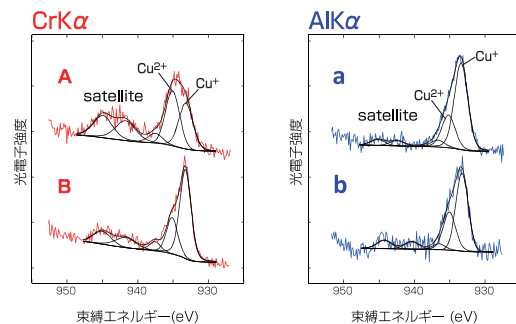 CrKα
AlKα
A
Cu²⁺
Cu⁺
satellite
B
光電子強度
950
940
930
束縛エネルギー(eV)
a
Cu⁺
Cu²⁺
satellite
b
光電子強度
950
940
930
束縛エネルギー(eV)